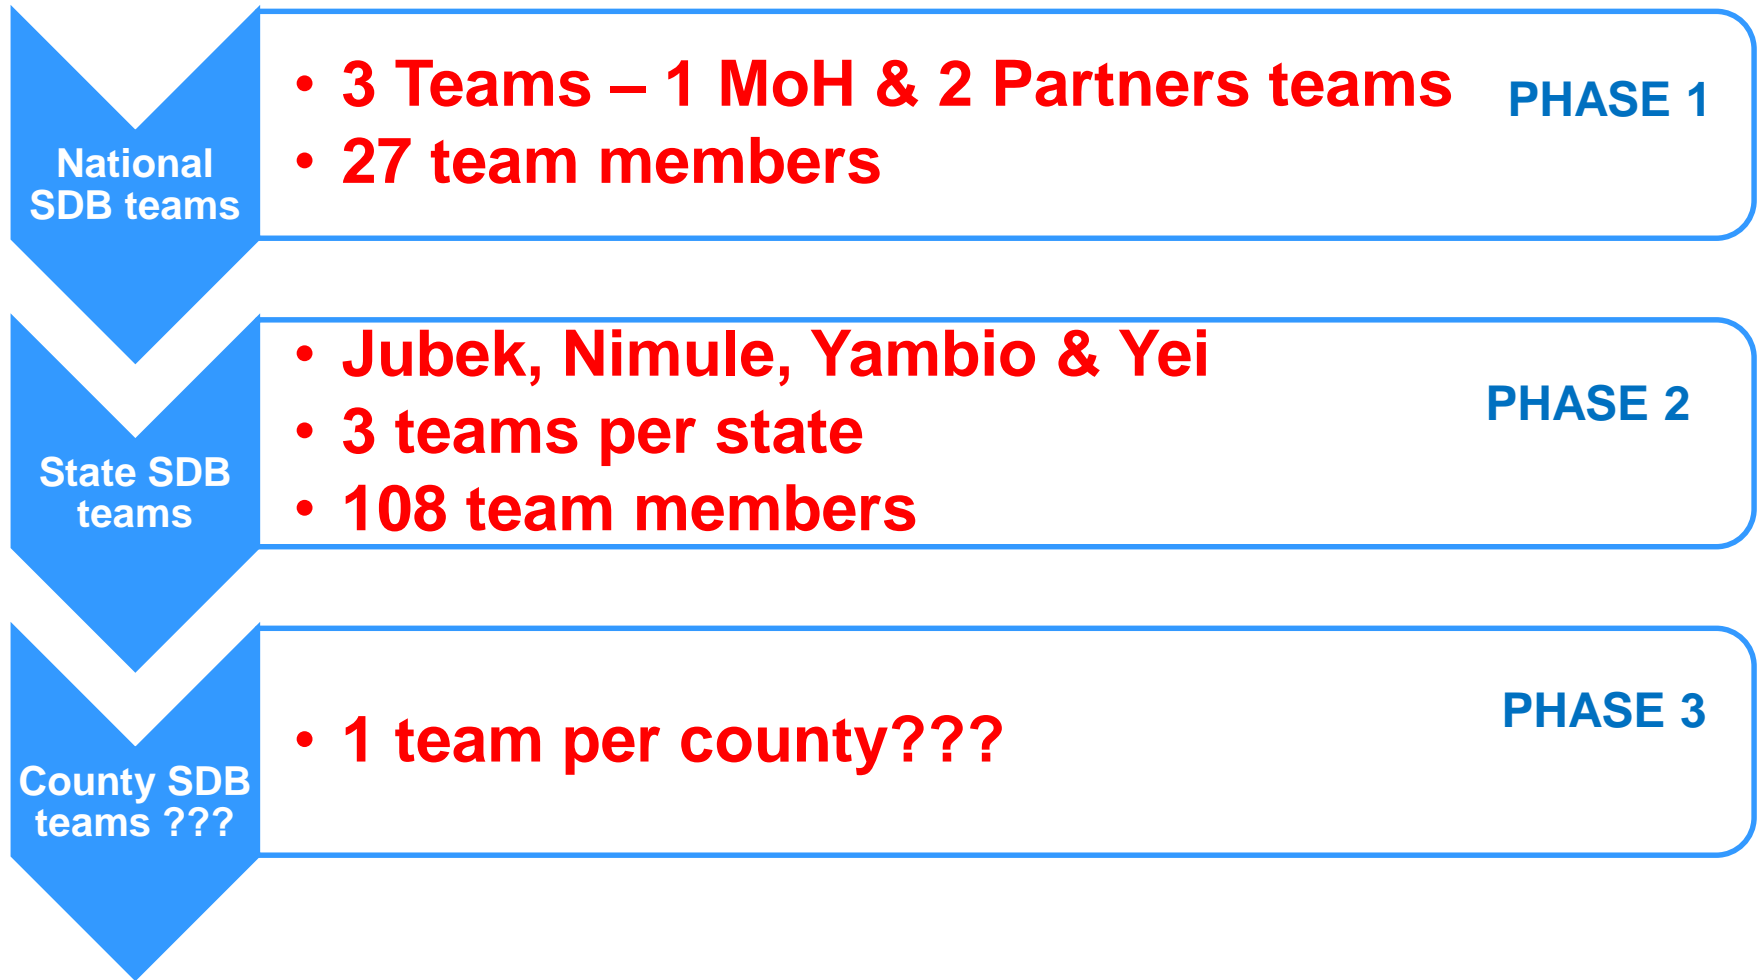 National
SDB teams
• 3 Teams – 1 MoH & 2 Partners teams
• 27 team members
PHASE 1
State SDB
teams
• Jubek, Nimule, Yambio & Yei
• 3 teams per state
• 108 team members
PHASE 2
County SDB
teams ???
• 1 team per county???
PHASE 3